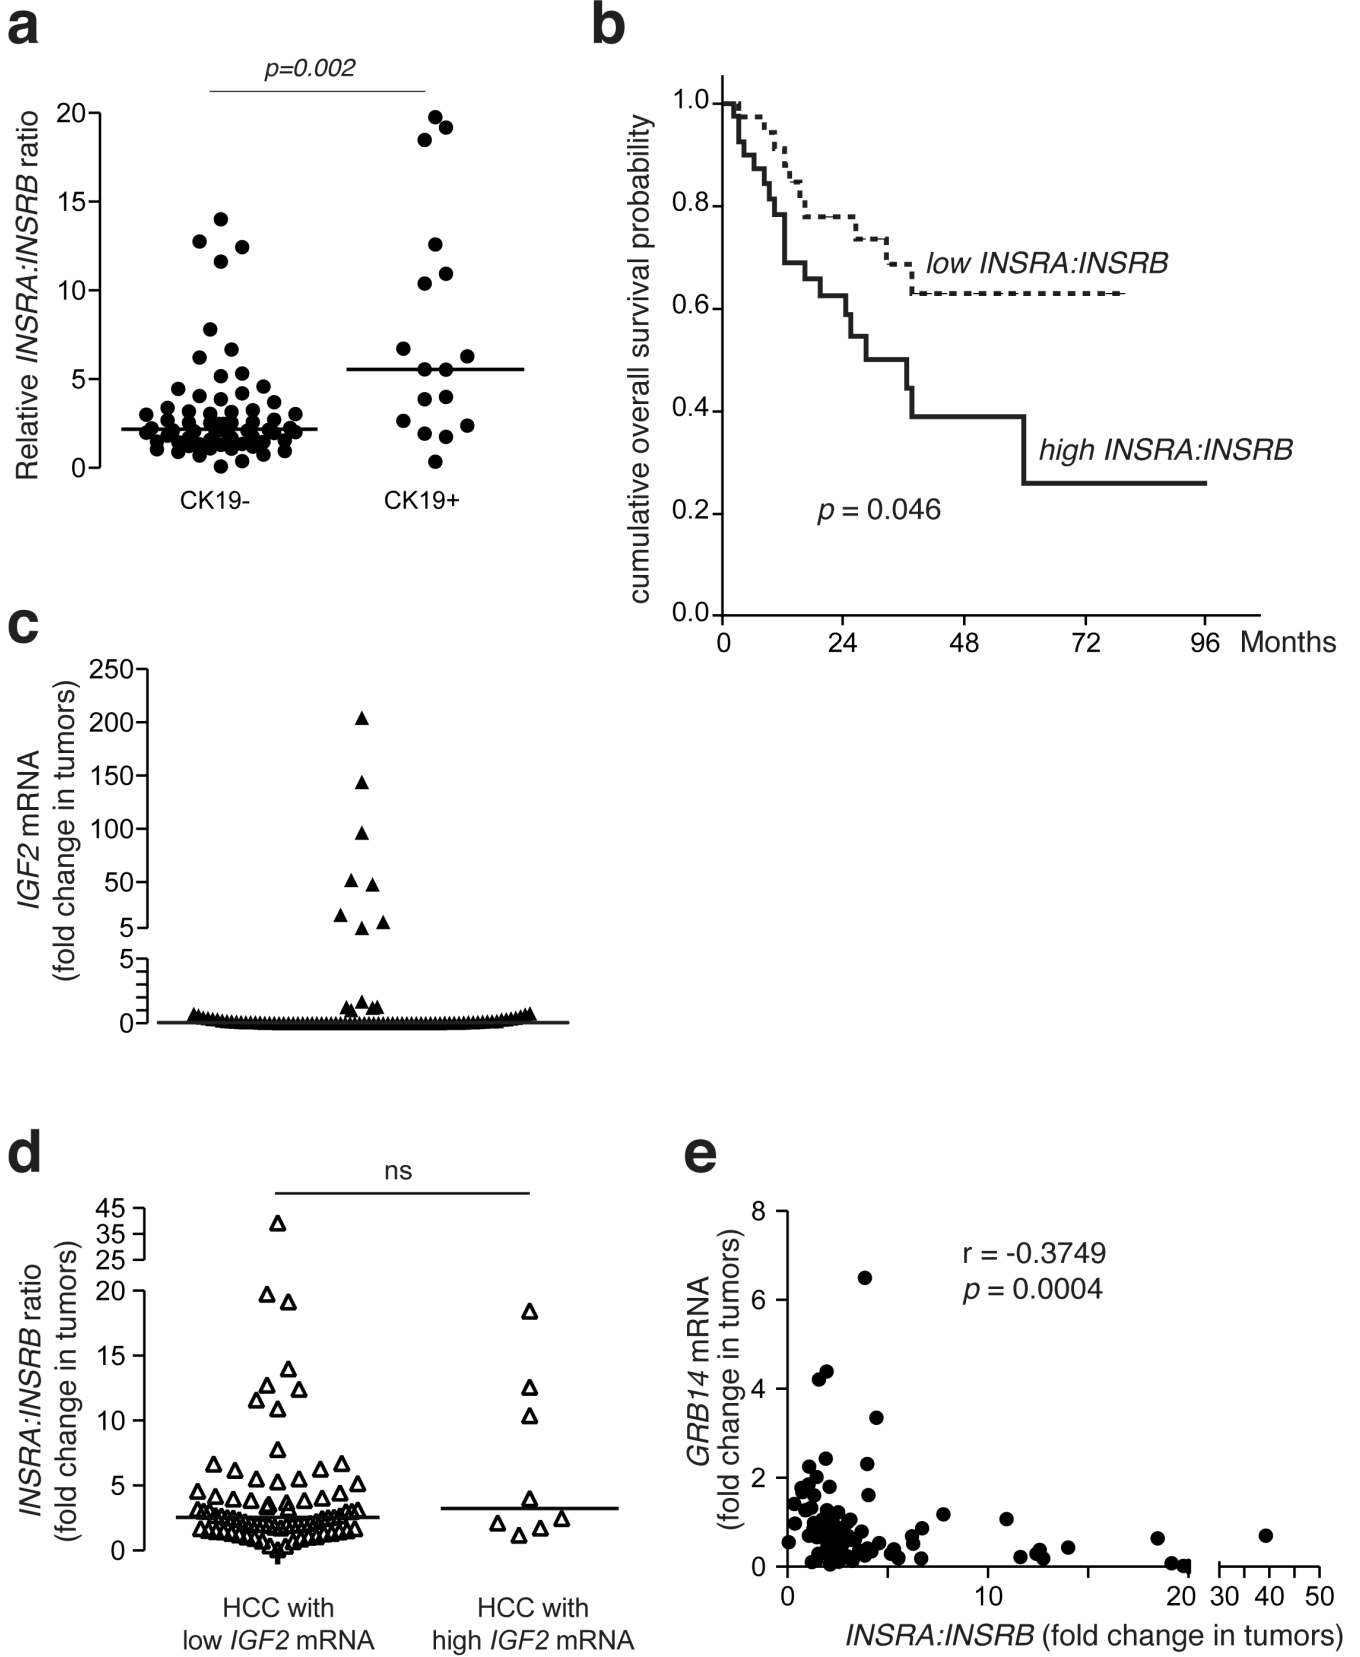 a
p=0.002
Relative INSRA:INSRB ratio
20
15
10
5
0
CK19-
CK19+
b
cumulative overall survival probability
1.0
0.8
0.6
0.4
0.2
0.0
low INSRA:INSRB
high INSRA:INSRB
p = 0.046
0
24
48
72
96
Months
c
IGF2 mRNA
(fold change in tumors)
250
200
150
100
50
5
5
0
d
ns
INSRA:INSRB ratio
(fold change in tumors)
45
35
25
20
15
10
5
0
HCC with
low IGF2 mRNA
HCC with
high IGF2 mRNA
e
GRB14 mRNA
(fold change in tumors)
8
6
4
2
0
r = -0.3749
p = 0.0004
0
10
20
30
35
40
50
INSRA:INSRB (fold change in tumors)